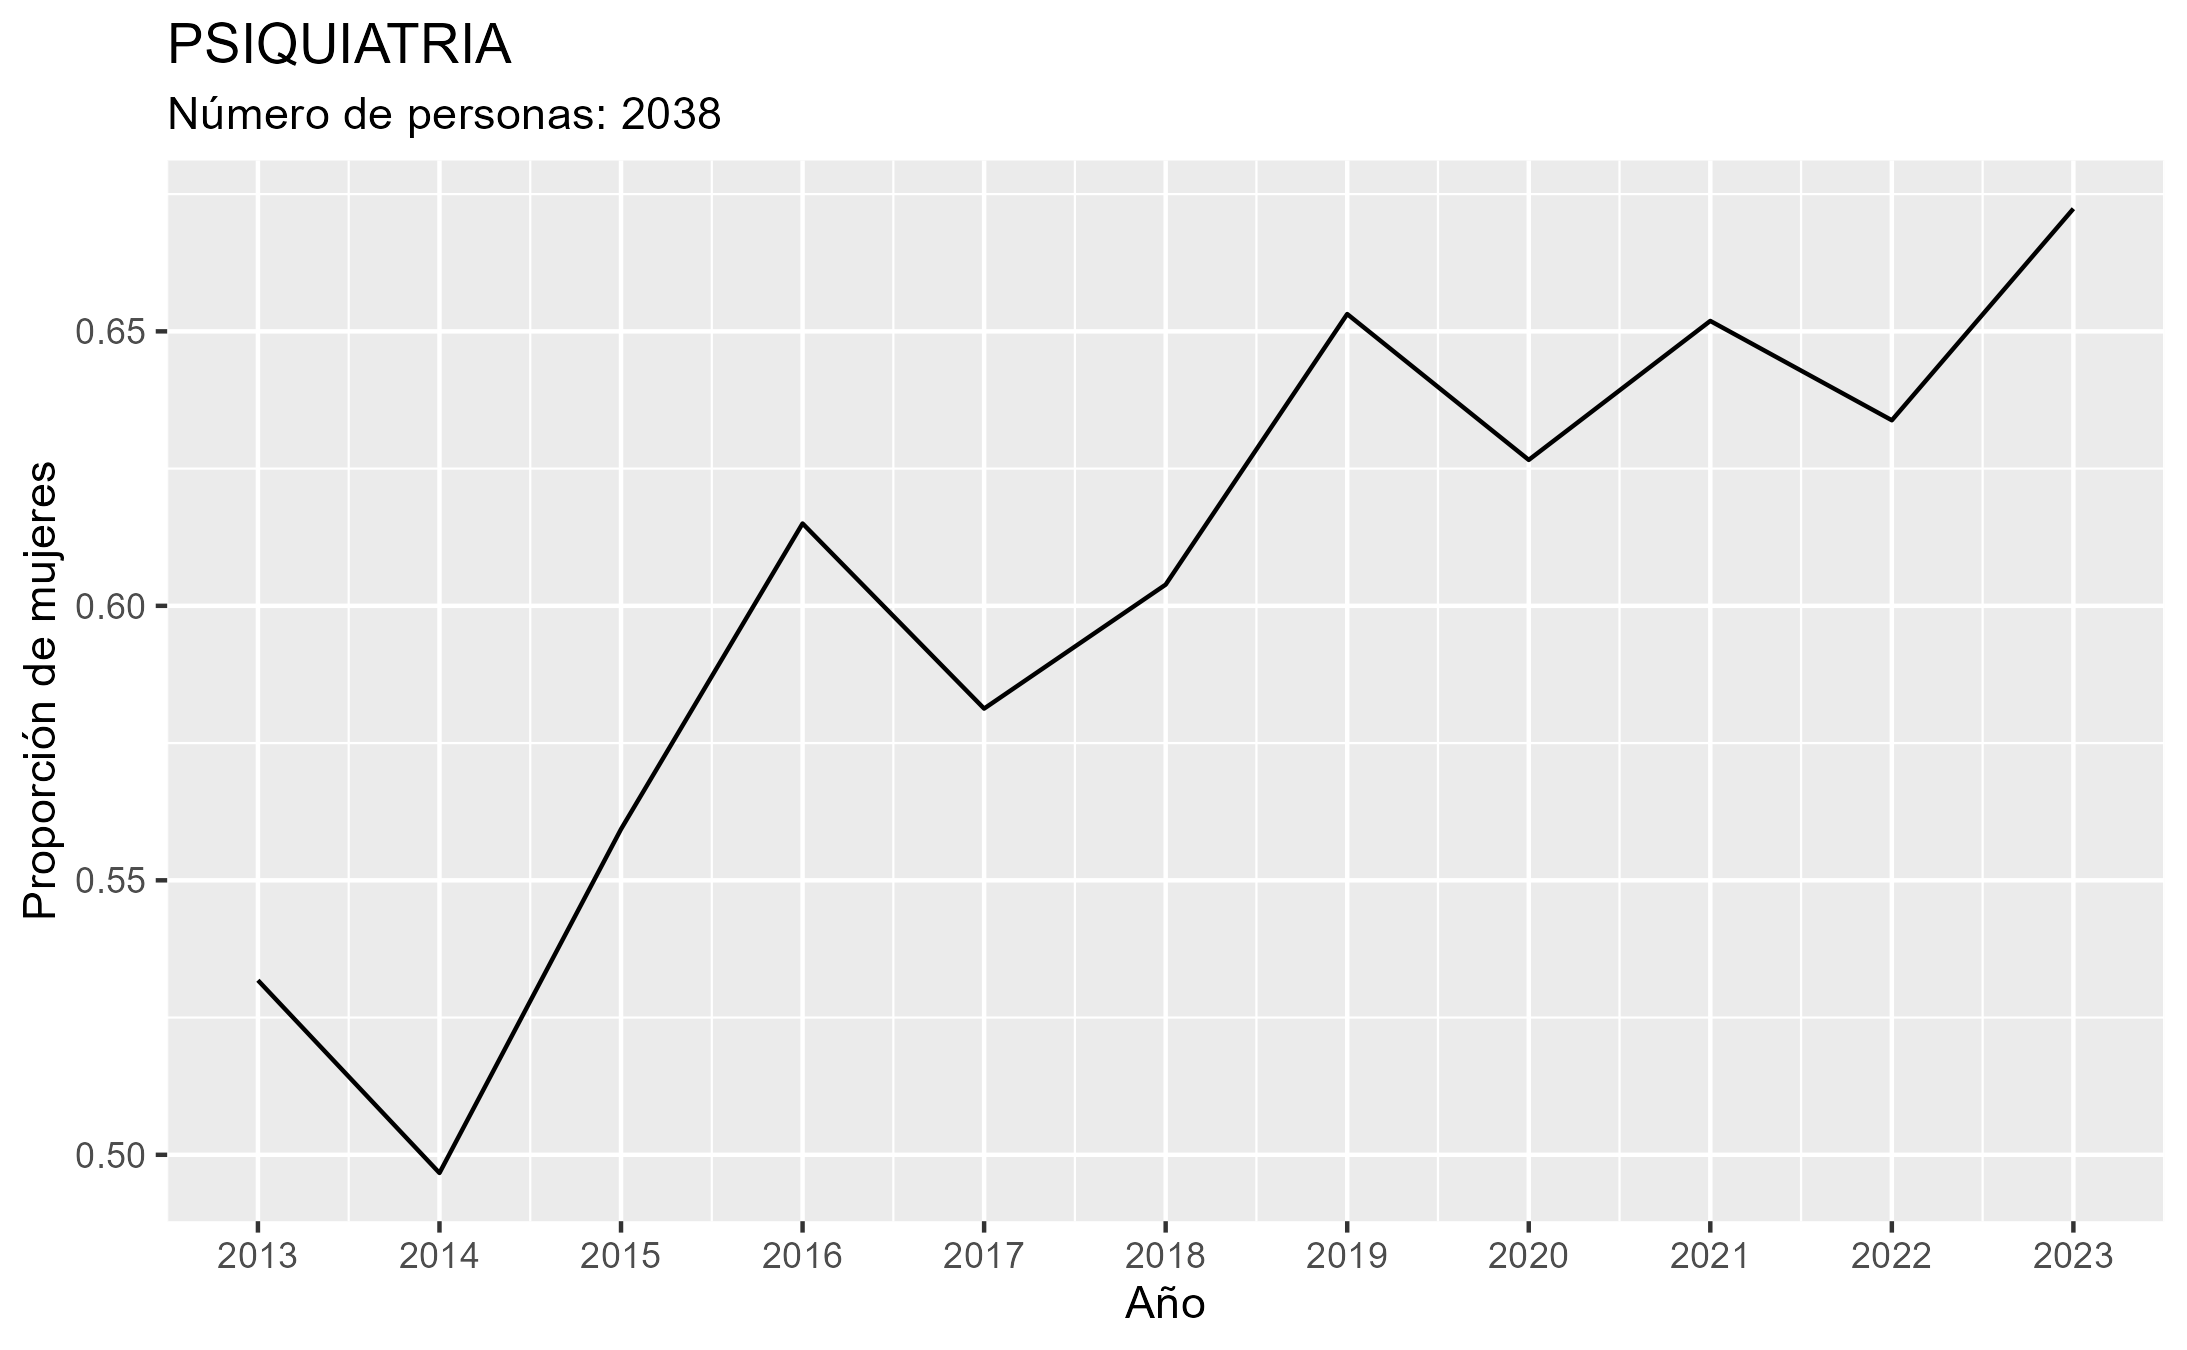 PSIQUIATRIA
Número de personas: 2038
Proporción de mujeres
0.65
0.60
0.55
0.50
2013 2014 2015 2016 2017 2018 2019 2020 2021 2022 2023
Año